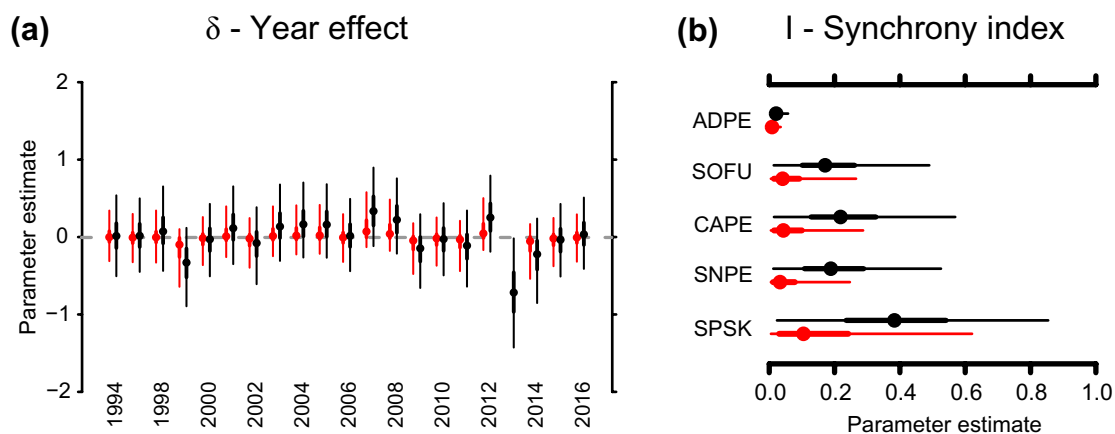 (a) δ - Year effect
2
1
0
−1
−2
Parameter estimate
1994 1998 2000 2002 2004 2006 2008 2010 2012 2014 2016
(b) I - Synchrony index
ADPE
SOFU
CAPE
SNPE
SPSK
0.0 0.2 0.4 0.6 0.8 1.0
Parameter estimate